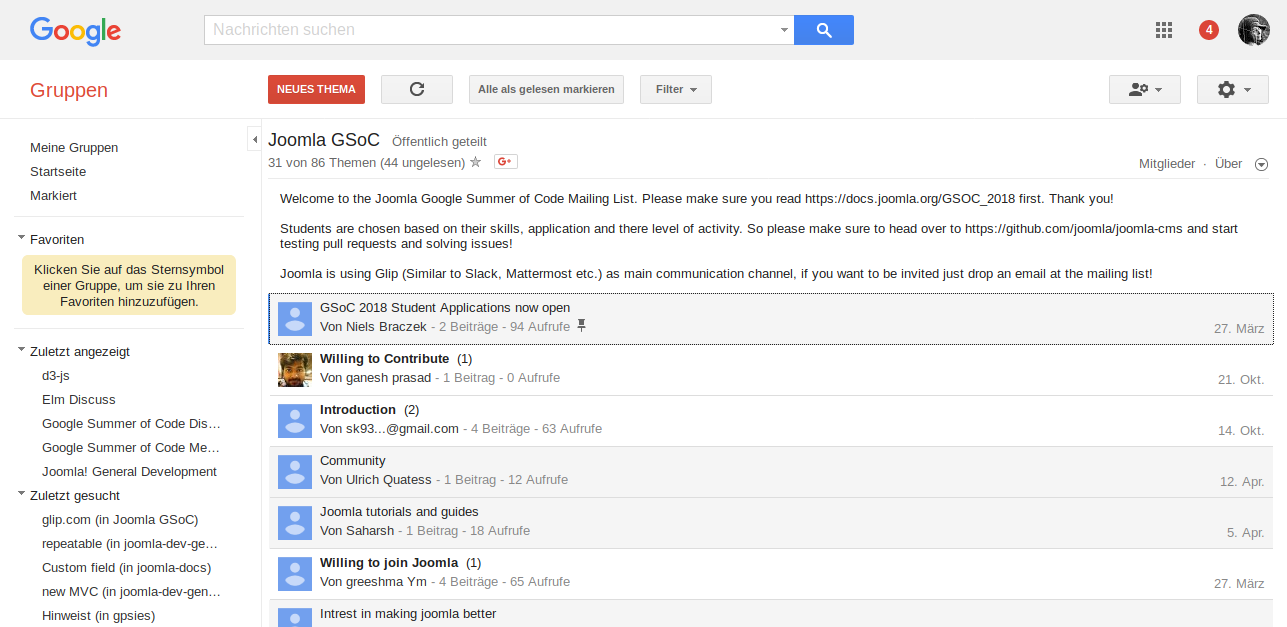 Google
Nachrichten suchen
4
Gruppen
NEUES THEMA
Alle als gelesen markieren
Filter
Meine Gruppen
Startseite
Markiert
Favoriten
Klicken Sie auf das Sternsymbol
einer Gruppe, um sie zu Ihren
Favoriten hinzuzufügen.
Zuletzt angezeigt
d3-js
Elm Discuss
Google Summer of Code Dis…
Google Summer of Code Me…
Joomla! General Development
Zuletzt gesucht
glip.com (in Joomla GSoC)
repeatable (in joomla-dev-ge…
Custom field (in joomla-docs)
new MVC (in joomla-dev-gen…
Hinweist (in gpsies)
Joomla GSoC Öffentlich geteilt
31 von 86 Themen (44 ungelesen) G+
Mitglieder · Über
Welcome to the Joomla Google Summer of Code Mailing List. Please make sure you read https://docs.joomla.org/GSOC_2018 first. Thank you!
Students are chosen based on their skills, application and there level of activity. So please make sure to head over to https://github.com/joomla/joomla-cms and start
testing pull requests and solving issues!
Joomla is using Glip (Similar to Slack, Mattermost etc.) as main communication channel, if you want to be invited just drop an email at the mailing list!
GSoC 2018 Student Applications now open
Von Niels Braczek - 2 Beiträge - 94 Aufrufe
27. März
Willing to Contribute (1)
Von ganesh prasad - 1 Beitrag - 0 Aufrufe
21. Okt.
Introduction (2)
Von sk93...@gmail.com - 4 Beiträge - 63 Aufrufe
14. Okt.
Community
Von Ulrich Quatess - 1 Beitrag - 12 Aufrufe
12. Apr.
Joomla tutorials and guides
Von Saharsh - 1 Beitrag - 18 Aufrufe
5. Apr.
Willing to join Joomla (1)
Von greeshma Ym - 4 Beiträge - 65 Aufrufe
27. März
Intrest in making joomla better